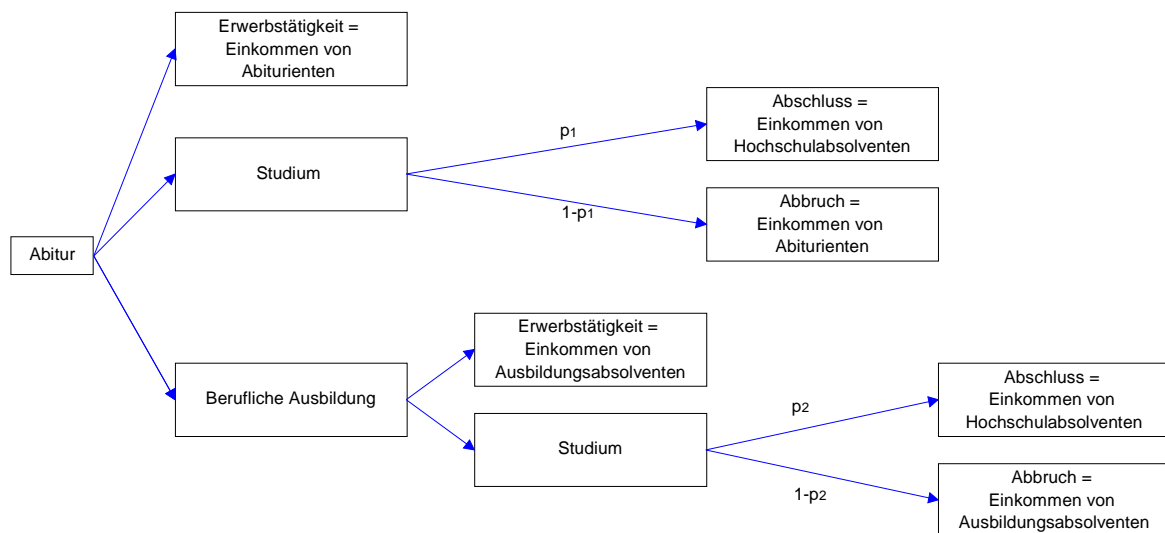 Erwerbstätigkeit =
Einkommen von
Abiturienten
Abschluss =
Einkommen von
Hochschulabsolventen
p1
Studium
1-p1
Abbruch =
Einkommen von
Abiturienten
Abitur
Erwerbstätigkeit =
Einkommen von
Ausbildungsabsolventen
Berufliche Ausbildung
Abschluss =
Einkommen von
Hochschulabsolventen
p2
Studium
1-p2
Abbruch =
Einkommen von
Ausbildungsabsolventen